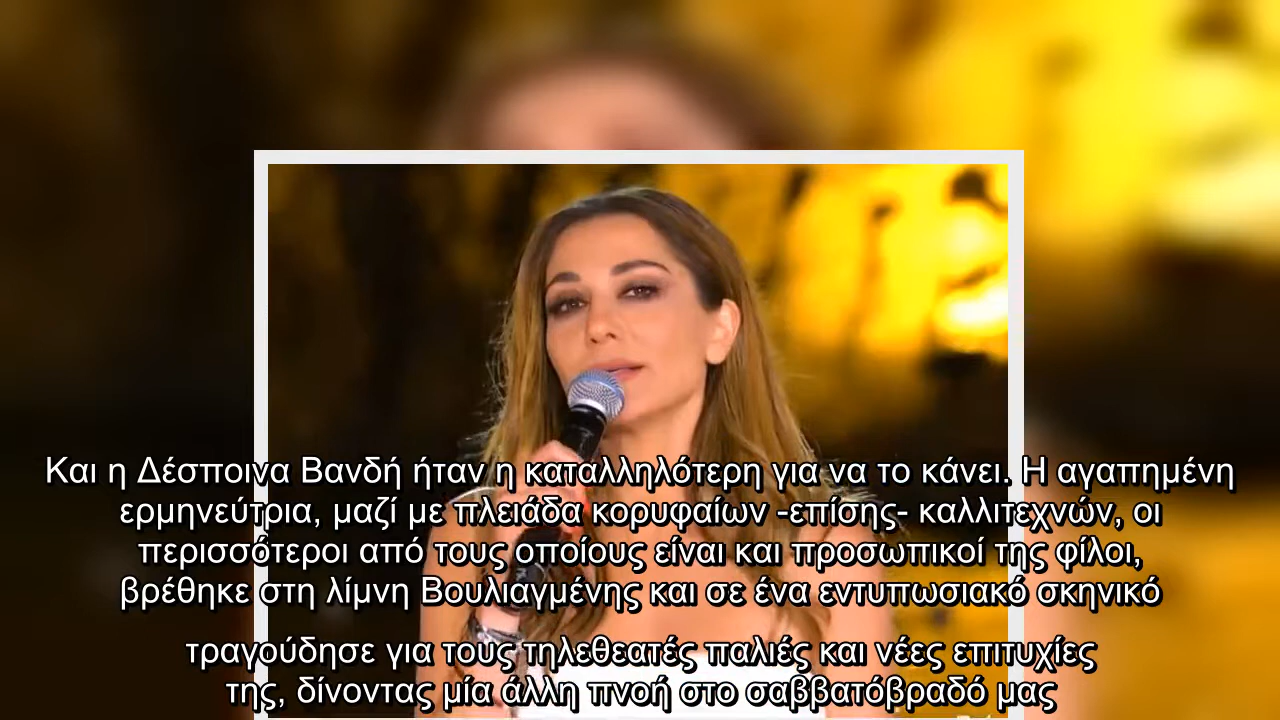 Και η Δέσποινα Βανδή ήταν η καταλληλότερη για να το κάνει. Η αγαπημένη
ερμηνεύτρια, μαζί με πλειάδα κορυφαίων -επίσης- καλλιτεχνών, οι
περισσότεροι από τους οποίους είναι και προσωπικοί της φίλοι,
βρέθηκε στη λίμνη Βουλιαγμένης και σε ένα εντυπωσιακό σκηνικό
τραγούδησε για τους τηλεθεατές παλιές και νέες επιτυχίες
της, δίνοντας μία άλλη πνοή στο σαββατόβραδό μας